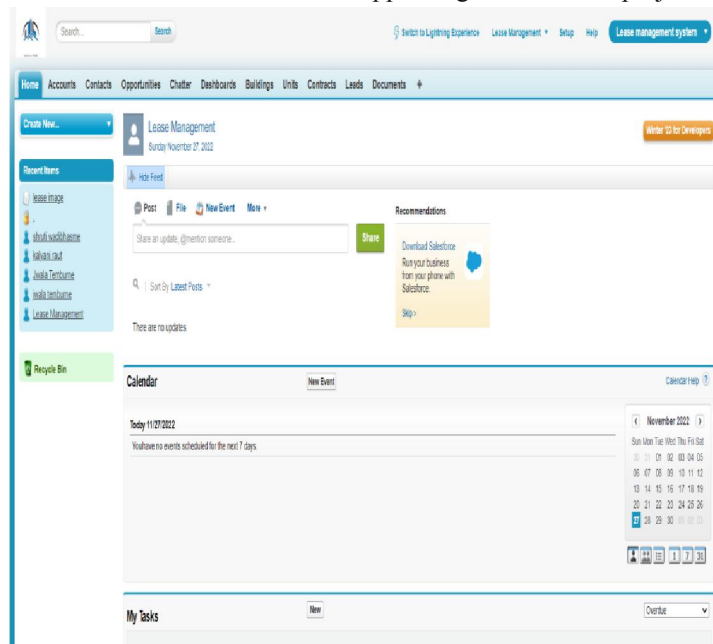 Search...
Search
Switch to Lightning Experience
Lease Management
Setup
Help
Lease management system
Home Accounts Contacts Opportunities Chatter Dashboards Buildings Units Contracts Leads Documents +
Create New...
Lease Management
Sunday November 27, 2022
Winter '23 for Developers
Recent Items
Hide Feed
lease image
.
shruti wadibhasme
kalyani raut
Jwala Tembume
jwala tembume
Lease Management
Post File New Event More
Share an update, @mention someone...
Share
Sort By Latest Posts
There are no updates.
Recommendations
Download Salesforce
Run your business
from your phone with
Salesforce.
Skip >
Recycle Bin
Calendar
New Event
Calendar Help ?
Today 11/27/2022
You have no events scheduled for the next 7 days.
November 2022
Sun Mon Tue Wed Thu Fri Sat
30 31 01 02 03 04 05
06 07 08 09 10 11 12
13 14 15 16 17 18 19
20 21 22 23 24 25 26
27 28 29 30 01 02 03
1 7 31
My Tasks
New
Overdue